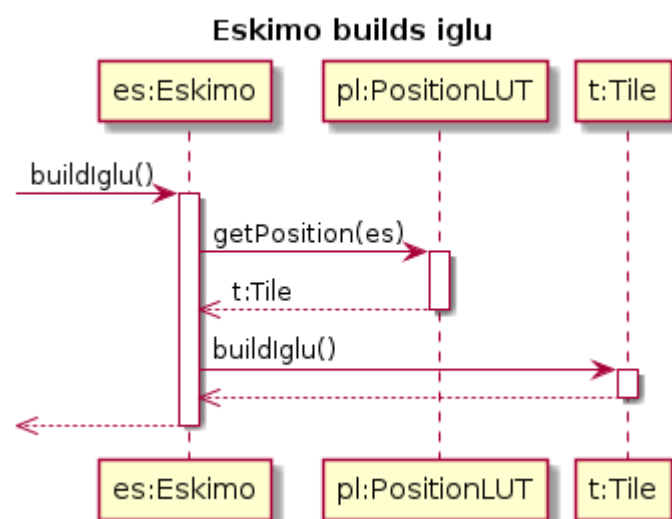 Eskimo builds iglu
es:Eskimo pl:PositionLUT t:Tile
buildIglu()
getPosition(es)
t:Tile
buildIglu()
es:Eskimo pl:PositionLUT t:Tile